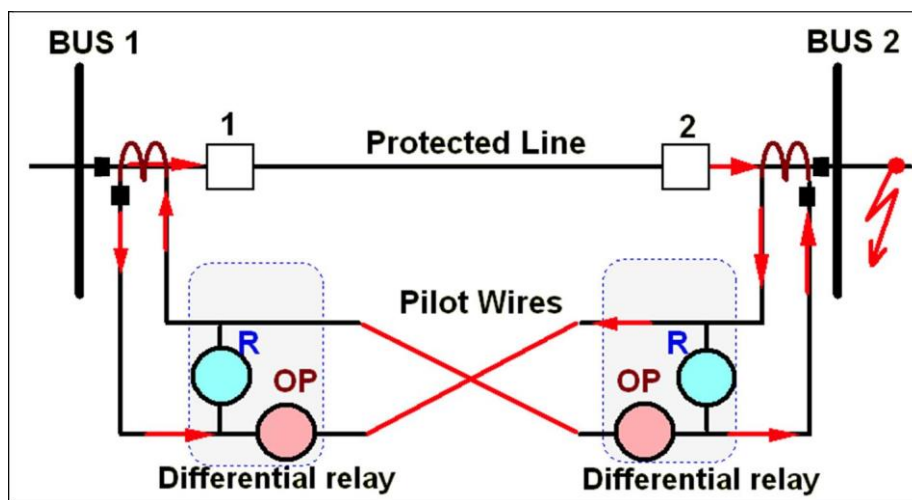 BUS 1
BUS 2
1
2
Protected Line
Pilot Wires
R
R
OP
OP
Differential relay
Differential relay